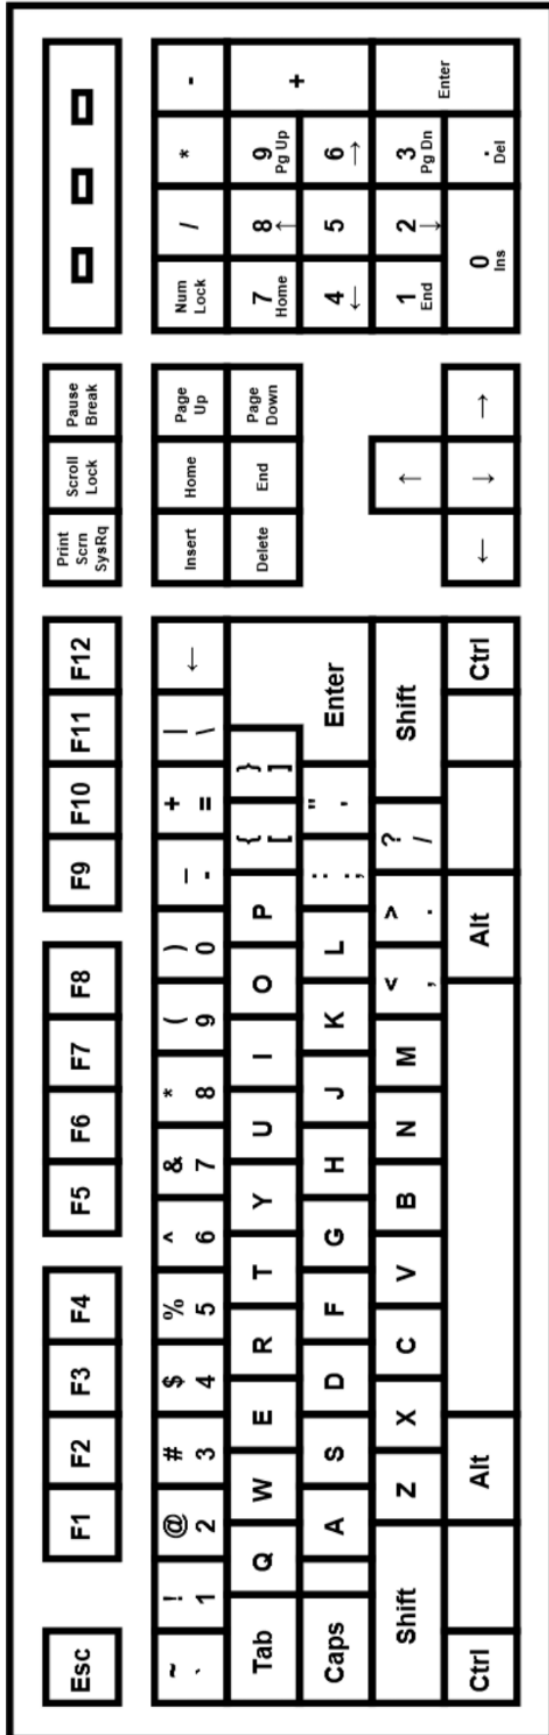 Esc F1 F2 F3 F4 F5 F6 F7 F8 F9 F10 F11 F12 Print Scrn SysRq Scroll Lock Pause Break
~ ! @ # $ % ^ & * ( ) _ + |
` 1 2 3 4 5 6 7 8 9 0 - = \ ← Insert Home Page Up Num Lock / * -
Tab Q W E R T Y U I O P { [ } ] Delete End Page Down 7 Home 8 ↑ 9 Pg Up +
Caps A S D F G H J K L : ; " ' Enter 4 ← 5 6 →
Shift Z X C V B N M < , > . ? / Shift ↑ 1 End 2 ↓ 3 Pg Dn Enter
Ctrl Alt Alt Ctrl ← ↓ → 0 Ins . Del